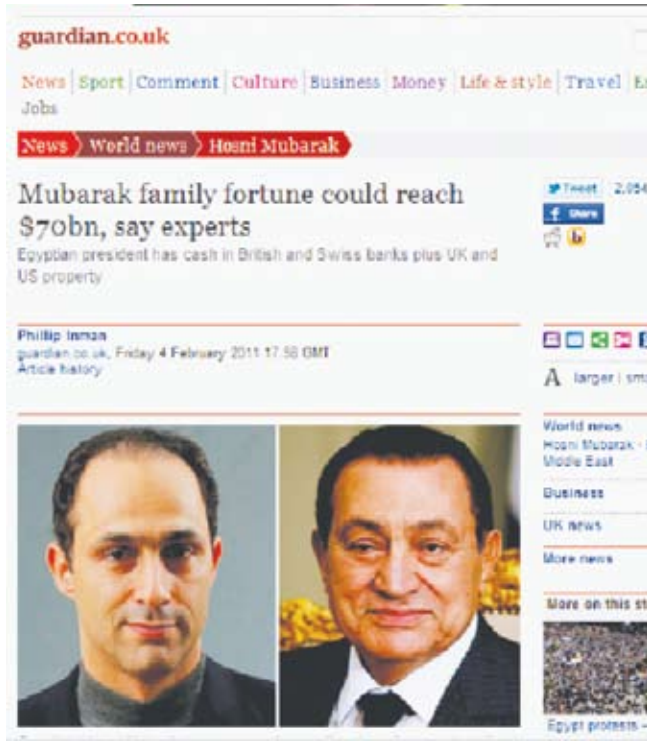 guardian.co.uk
News Sport Comment Culture Business Money Life & style Travel
Jobs
News World news Hosni Mubarak
Mubarak family fortune could reach
$70bn, say experts
Egyptian president has cash in British and Swiss banks plus UK and
US property
Tweet
Share
Phillip Inman
guardian.co.uk, Friday 4 February 2011 17.58 GMT
Article history
A larger |
World news
Hosni Mubarak
Middle East
Business
UK news
More news
More on this
Egypt protests –